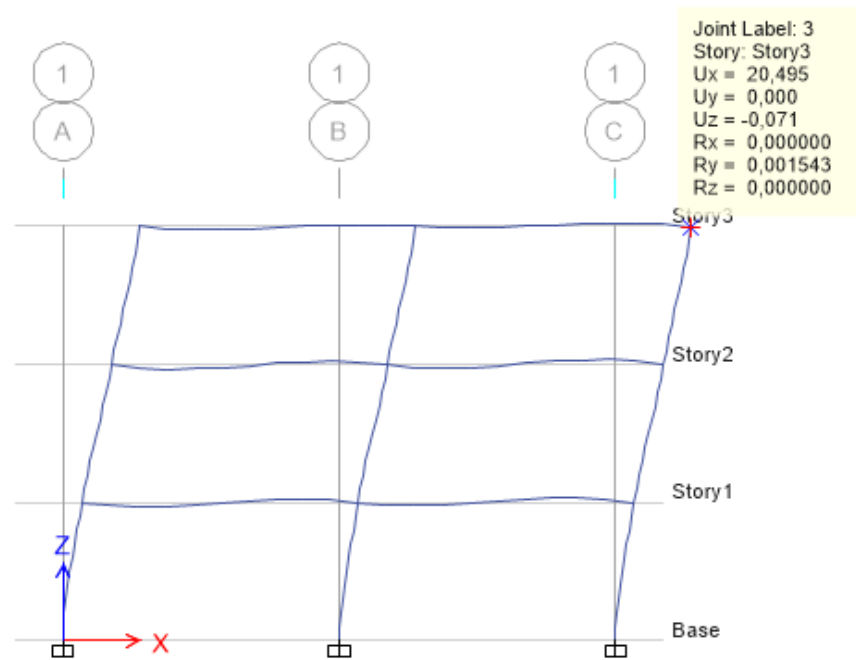 Joint Label: 3
Story: Story3
Ux = 20,495
Uy = 0,000
Uz = -0,071
Rx = 0,000000
Ry = 0,001543
Rz = 0,000000
1 1 1
A B C
Story3
Story2
Story1
Z
X
Base